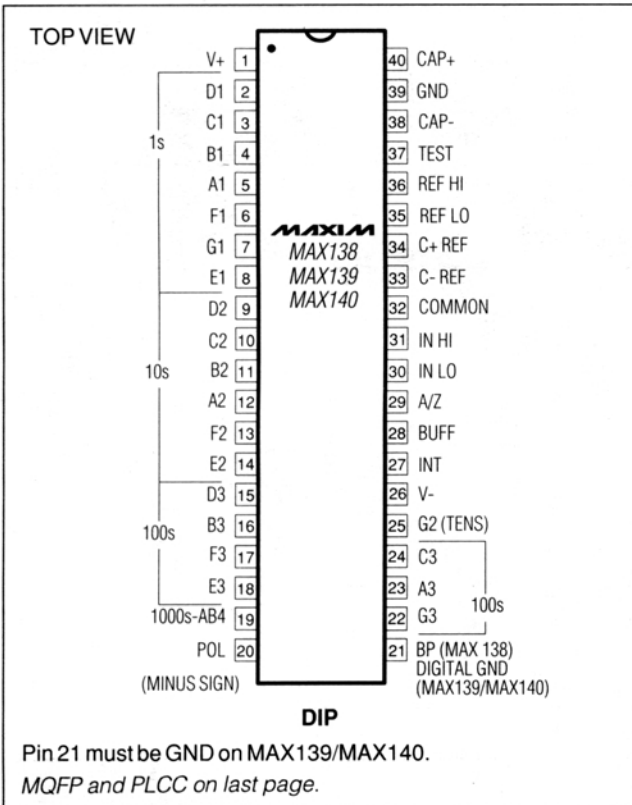 TOP VIEW
V+ 1
D1 2
C1 3
B1 4
A1 5
F1 6
G1 7
E1 8
D2 9
C2 10
B2 11
A2 12
F2 13
E2 14
D3 15
B3 16
F3 17
E3 18
1000s-AB4 19
POL 20
(MINUS SIGN)
1s
10s
100s
MAXIM
MAX138
MAX139
MAX140
40 CAP+
39 GND
38 CAP-
37 TEST
36 REF HI
35 REF LO
34 C+ REF
33 C- REF
32 COMMON
31 IN HI
30 IN LO
29 A/Z
28 BUFF
27 INT
26 V-
25 G2 (TENS)
24 C3
23 A3
22 G3
100s
21 BP (MAX 138)
DIGITAL GND
(MAX139/MAX140)
DIP
Pin 21 must be GND on MAX139/MAX140.
MQFP and PLCC on last page.